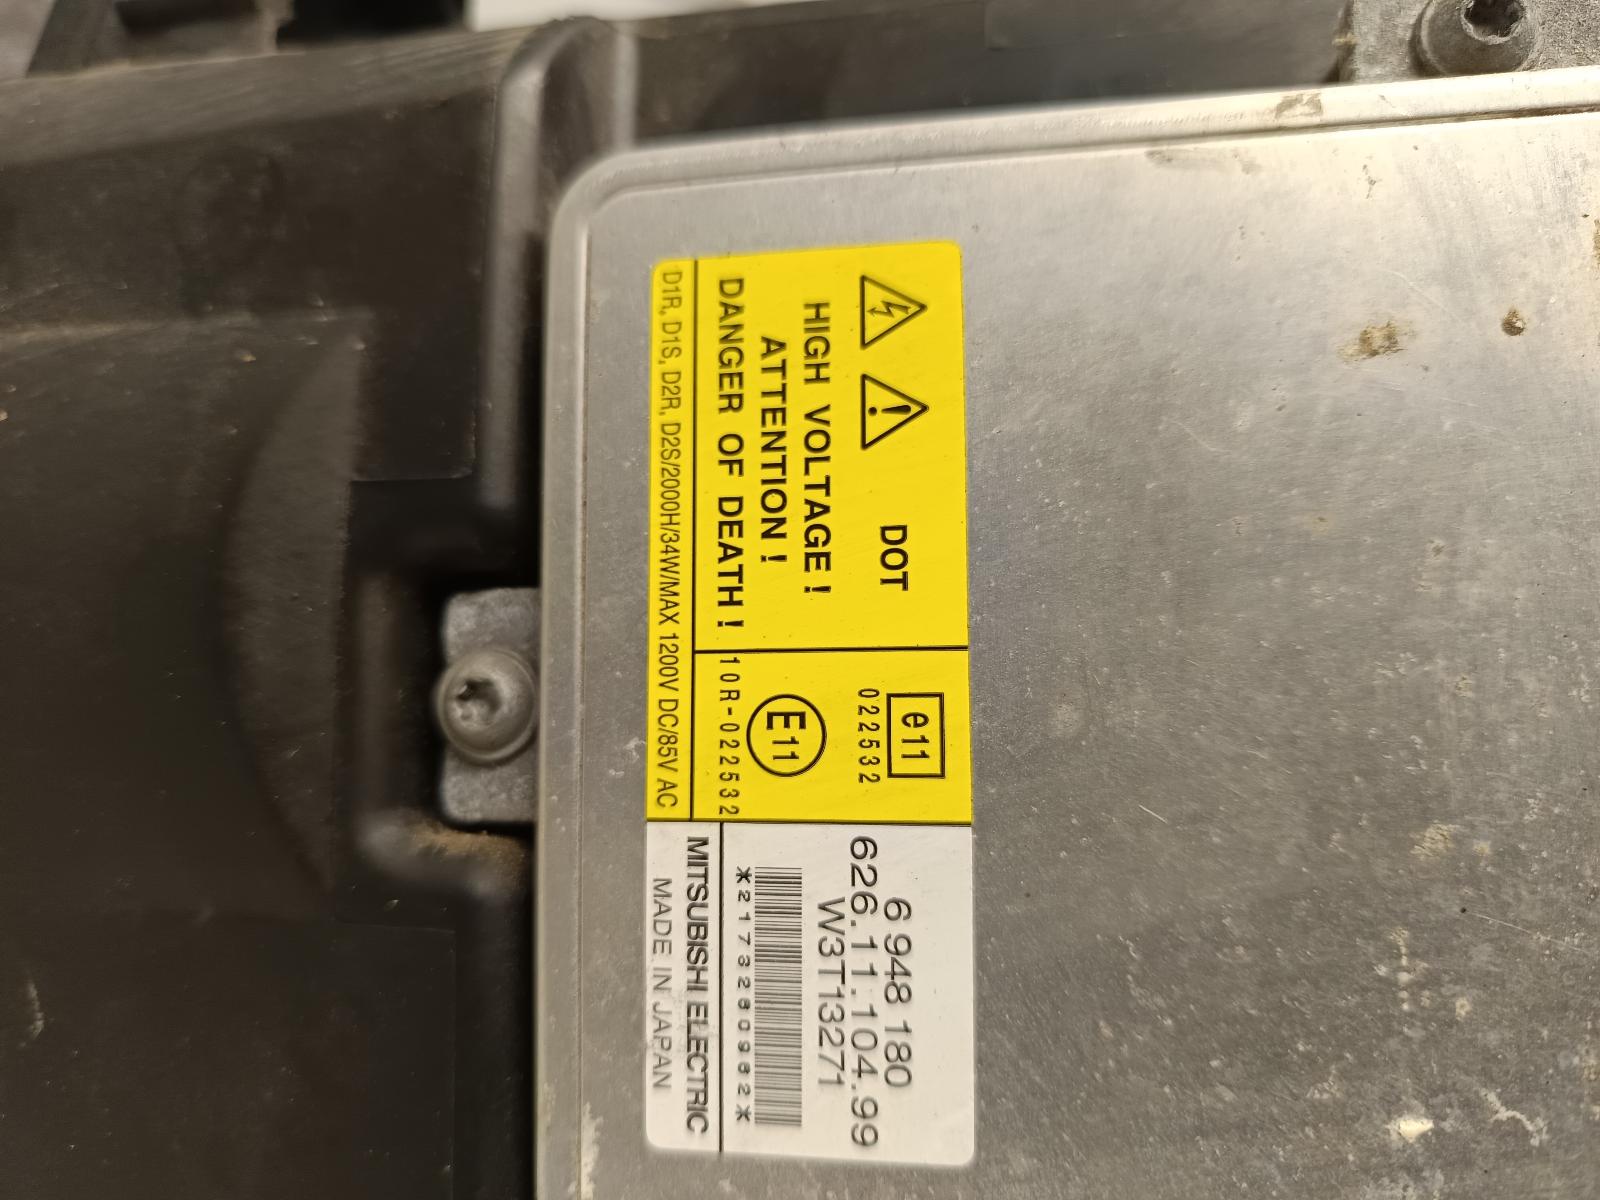 DOT
HIGH VOLTAGE !
ATTENTION !
DANGER OF DEATH !
e11
022532
E11
10R-022532
D1R, D1S, D2R, D2S/2000H/34W/MAX 1200V DC/85V AC
6 948 180
626.11.104.99
W3T13271
*2173260962*
MITSUBISHI ELECTRIC
MADE IN JAPAN